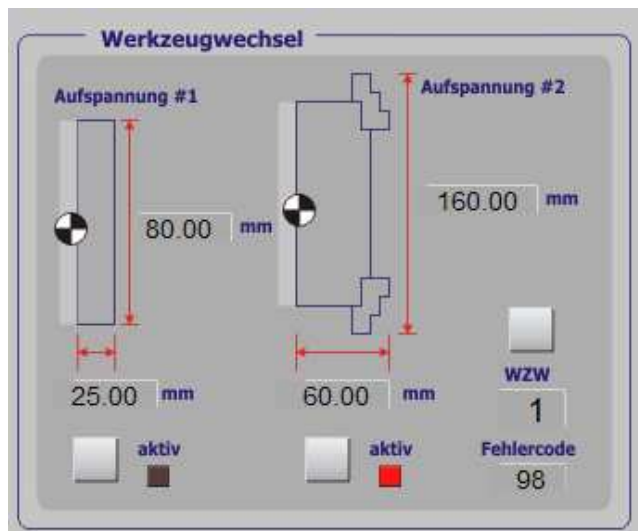 Werkzeugwechsel
Aufspannung #1
Aufspannung #2
80.00 mm
160.00 mm
25.00 mm
60.00 mm
WZW
1
aktiv
aktiv
Fehlercode
98